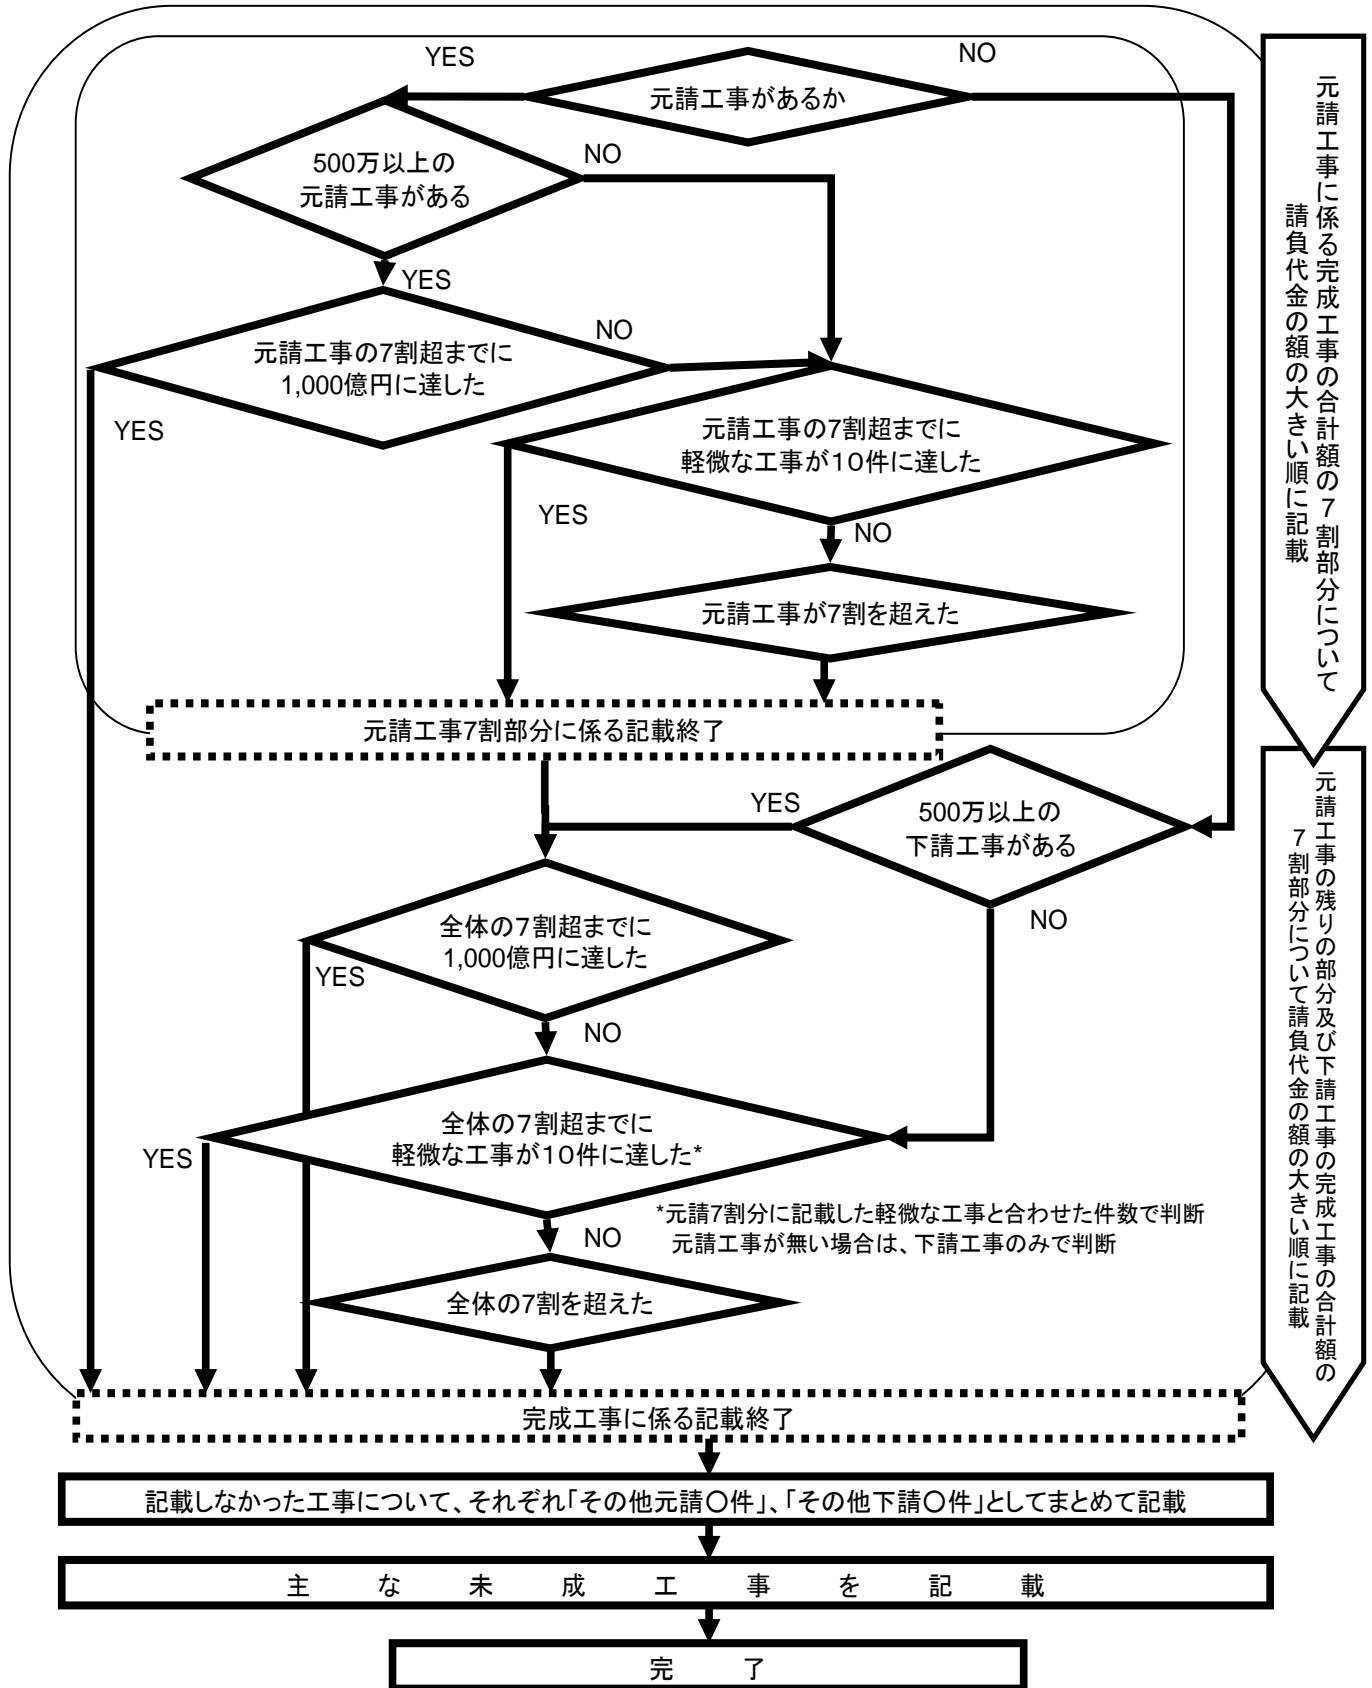 YES
NO
元請工事があるか
500万以上の
元請工事がある
NO
YES
元請工事の7割超までに
1,000億円に達した
NO
YES
元請工事の7割超までに
軽微な工事が10件に達した
YES
NO
元請工事が7割を超えた
元請工事7割部分に係る記載終了
元請工事に係る完成工事の合計額の7割部分について
請負代金の額の大きい順に記載
YES
500万以上の
下請工事がある
NO
全体の7割超までに
1,000億円に達した
YES
NO
全体の7割超までに
軽微な工事が10件に達した*
YES
*元請7割分に記載した軽微な工事と合わせた件数で判断
元請工事が無い場合は、下請工事のみで判断
NO
全体の7割を超えた
元請工事の残りの部分及び下請工事の完成工事の合計額の
7割部分について請負代金の額の大きい順に記載
完成工事に係る記載終了
記載しなかった工事について、それぞれ「その他元請〇件」、「その他下請〇件」としてまとめて記載
主な未成工事を記載
完了